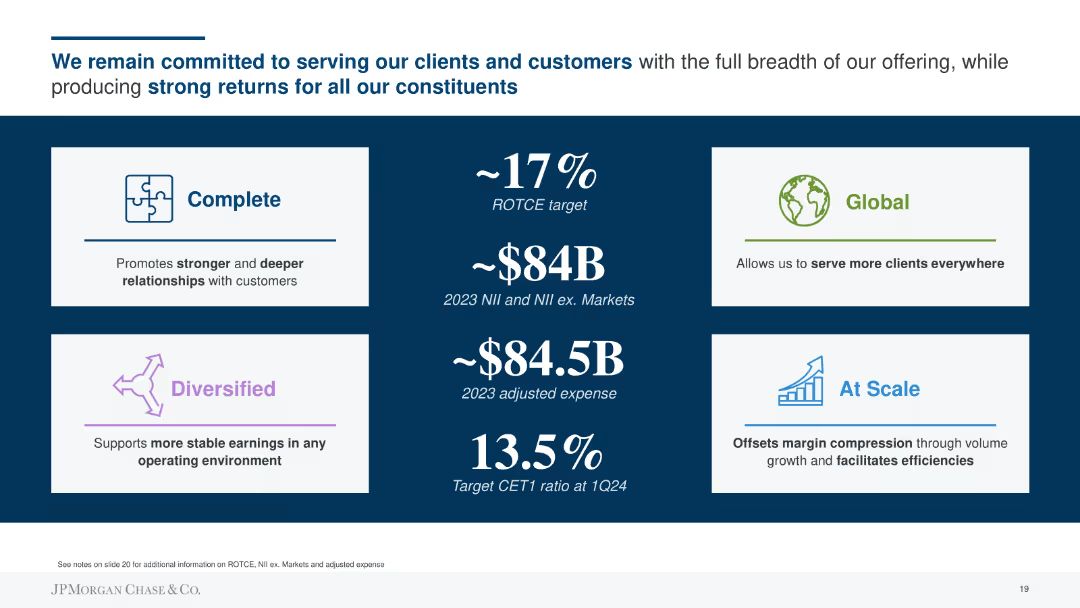 We remain committed to serving our clients and customers with the full breadth of our offering, while
producing strong returns for all our constituents
Complete
Promotes stronger and deeper
relationships with customers
Diversified
Supports more stable earnings in any
operating environment
~17%
ROTCE target
~$84B
2023 NII and NII ex. Markets
~$84.5B
2023 adjusted expense
13.5%
Target CET1 ratio at 1Q24
Global
Allows us to serve more clients everywhere
At Scale
Offsets margin compression through volume
growth and facilitates efficiencies
See notes on slide 20 for additional information on ROTCE, NII ex. Markets and adjusted expense
JPMORGAN CHASE & CO.
19